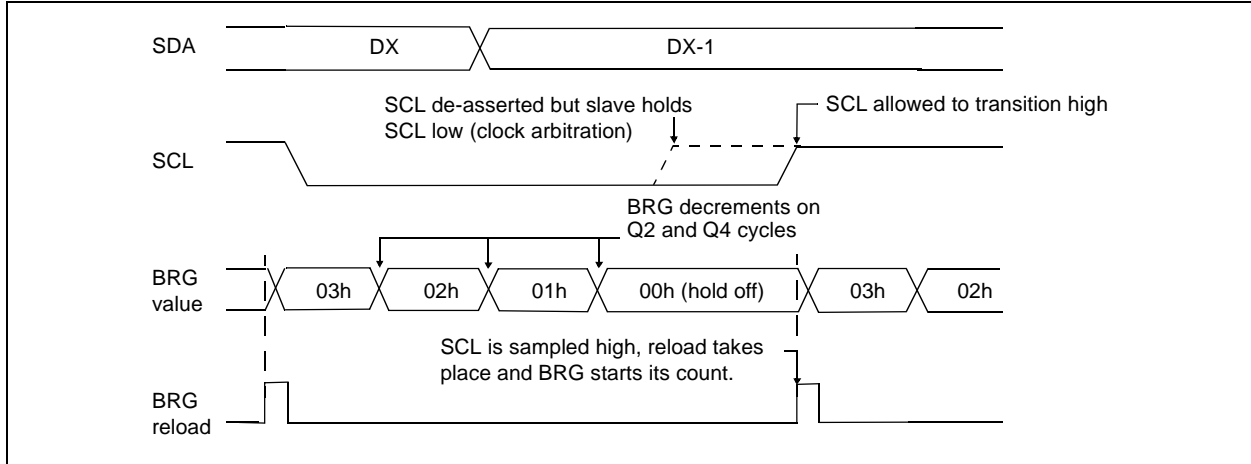 SDA
DX
DX-1
SCL de-asserted but slave holds
SCL low (clock arbitration)
SCL allowed to transition high
SCL
BRG decrements on
Q2 and Q4 cycles
BRG
value
03h
02h
01h
00h (hold off)
03h
02h
SCL is sampled high, reload takes
place and BRG starts its count.
BRG
reload